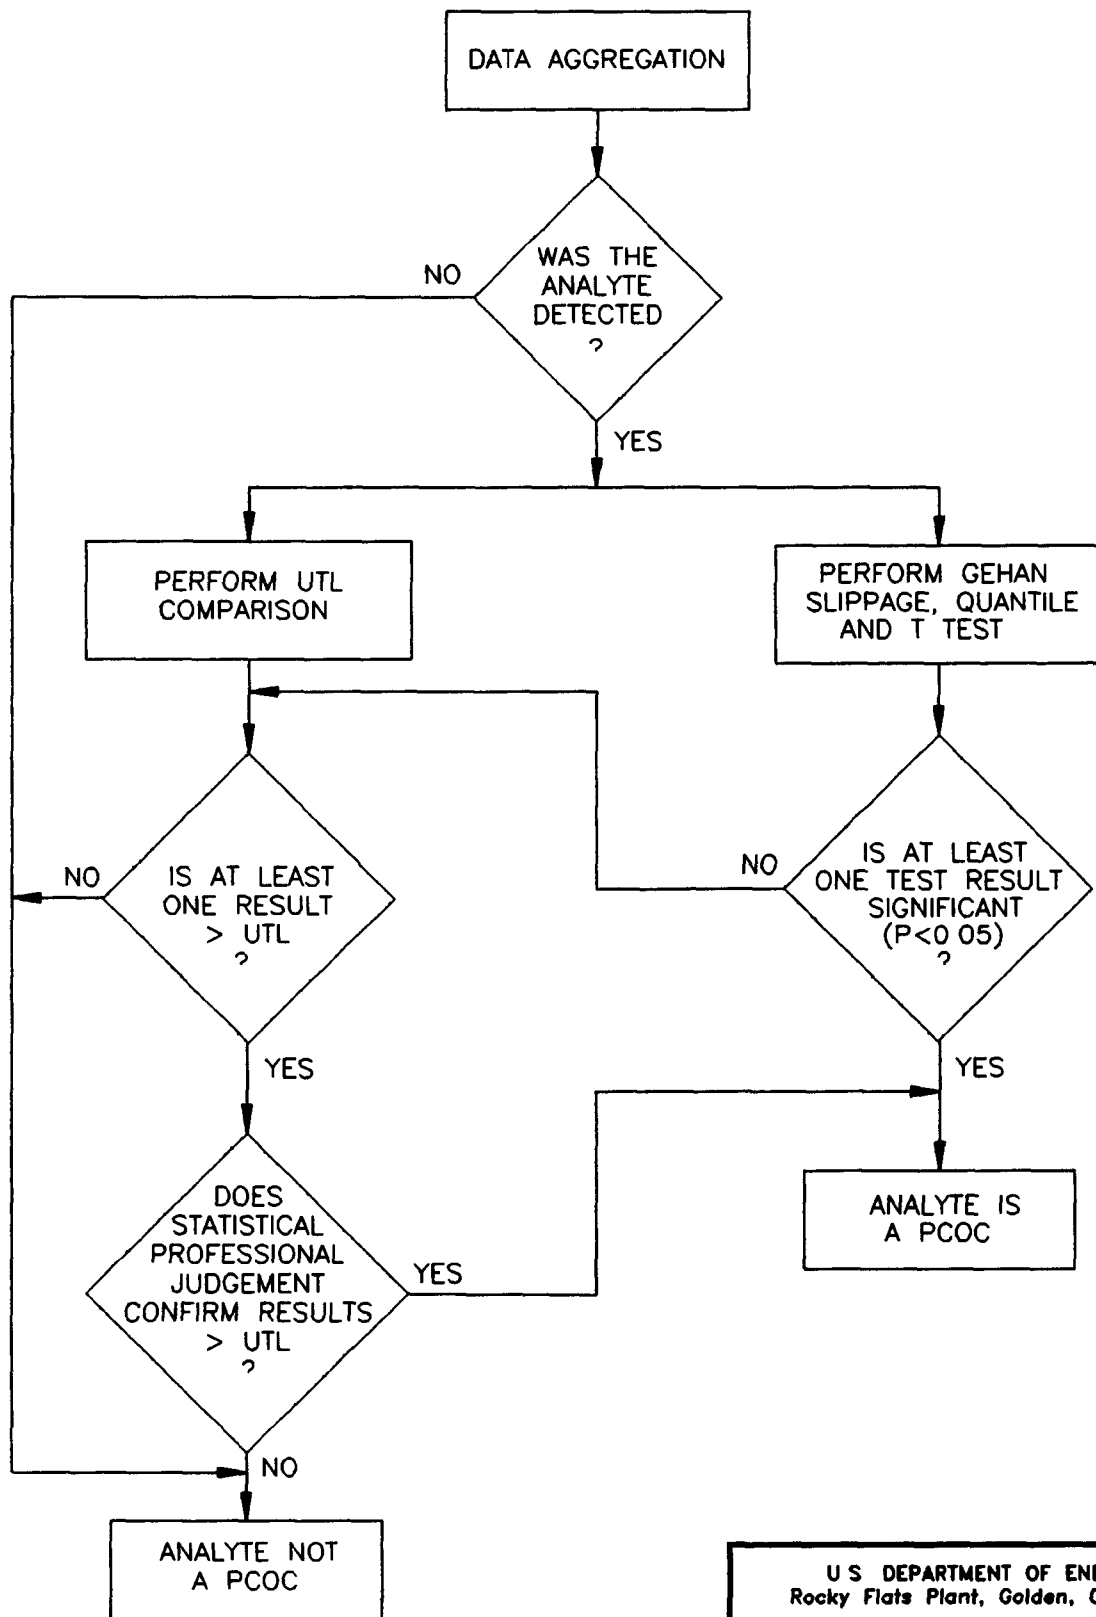 DATA AGGREGATION
WAS THE
ANALYTE
DETECTED
?
NO
YES
PERFORM UTL
COMPARISON
PERFORM GEHAN
SLIPPAGE, QUANTILE
AND T TEST
IS AT LEAST
ONE RESULT
> UTL
?
NO
YES
IS AT LEAST
ONE TEST RESULT
SIGNIFICANT
(P<0 05)
?
NO
YES
DOES
STATISTICAL
PROFESSIONAL
JUDGEMENT
CONFIRM RESULTS
> UTL
?
YES
NO
ANALYTE IS
A PCOC
ANALYTE NOT
A PCOC
U S DEPARTMENT OF
Rocky Flats Plant, Golden,